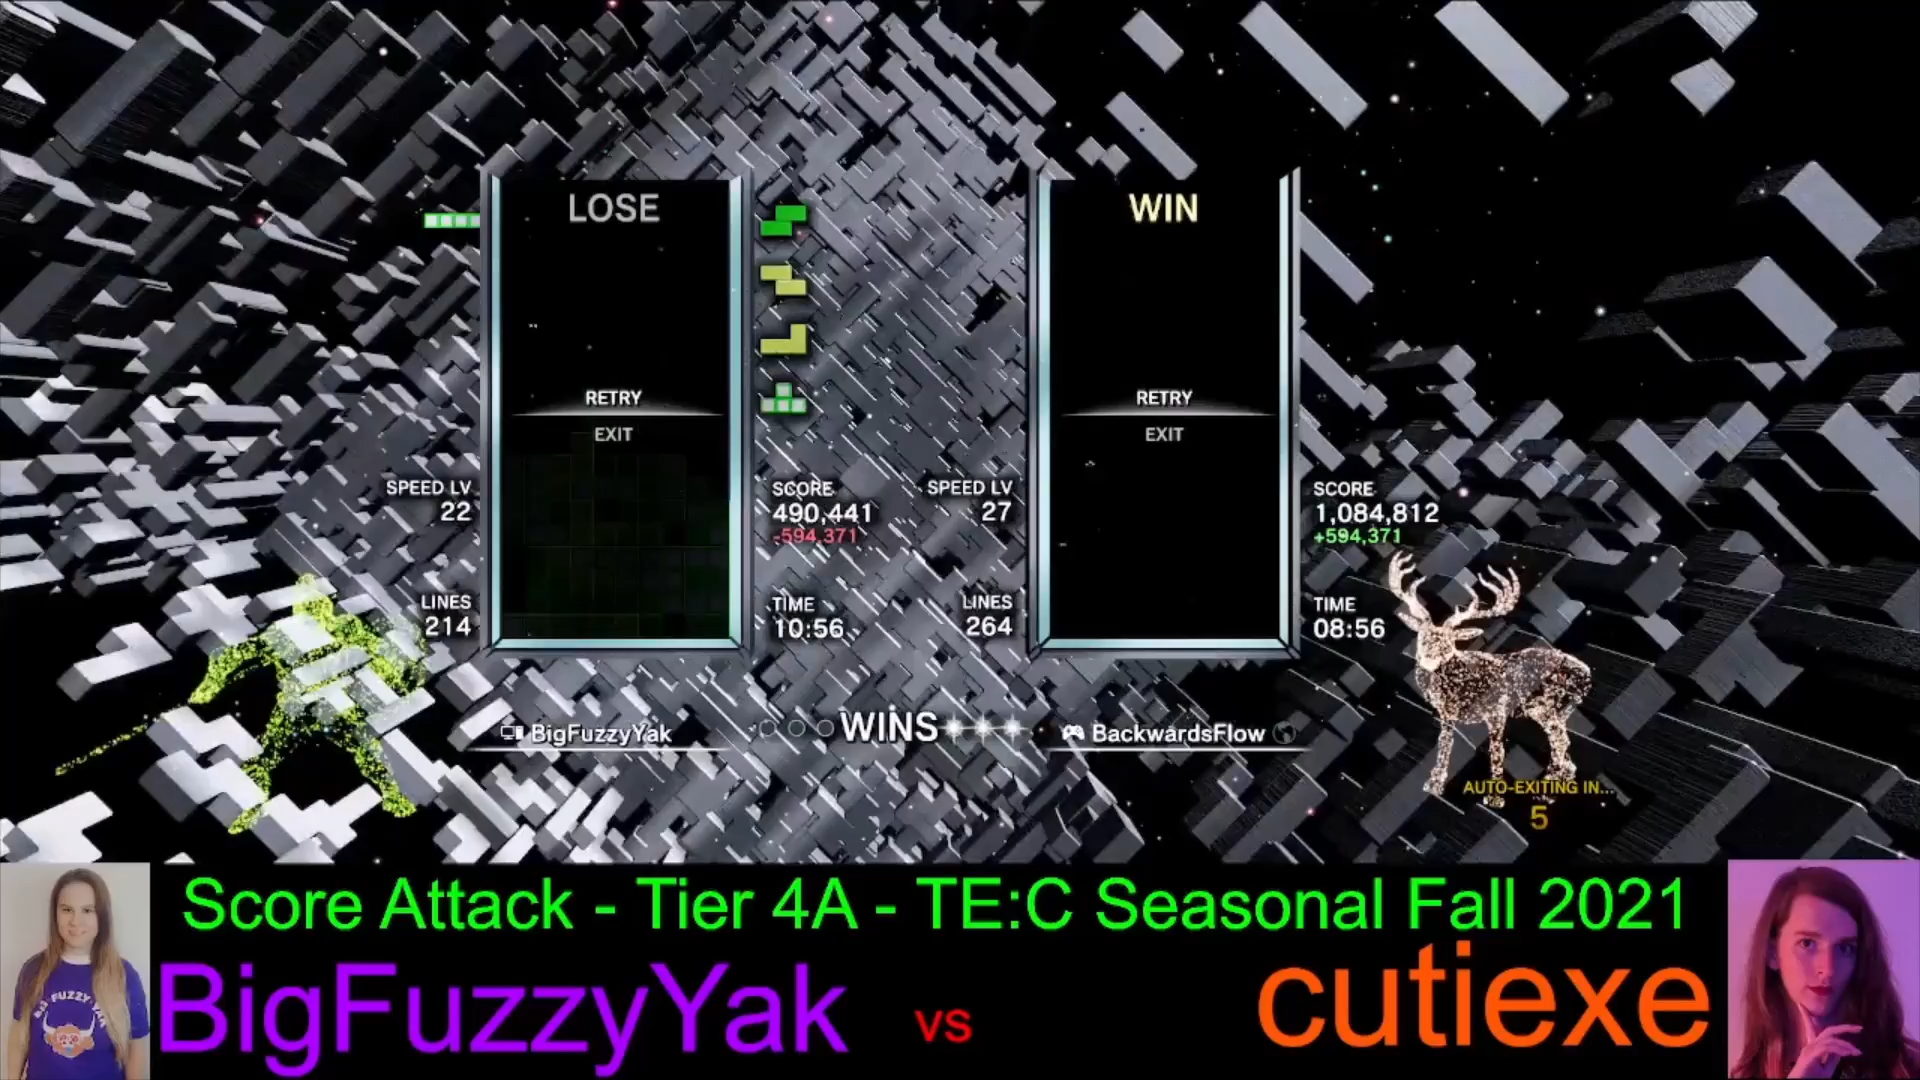 LOSE
RETRY
EXIT
SPEED LV
22
LINES
214
SCORE
490,441
-594,371
TIME
10:56
WIN
RETRY
EXIT
SPEED LV
27
LINES
264
SCORE
1,084,812
+594,371
TIME
08:56
BigFuzzyYak
WINS
BackwardsFlow
AUTO-EXITING IN...
5
Score Attack - Tier 4A - TE:C Seasonal Fall 2021
BigFuzzyYak vs cutiexe
FUZZY